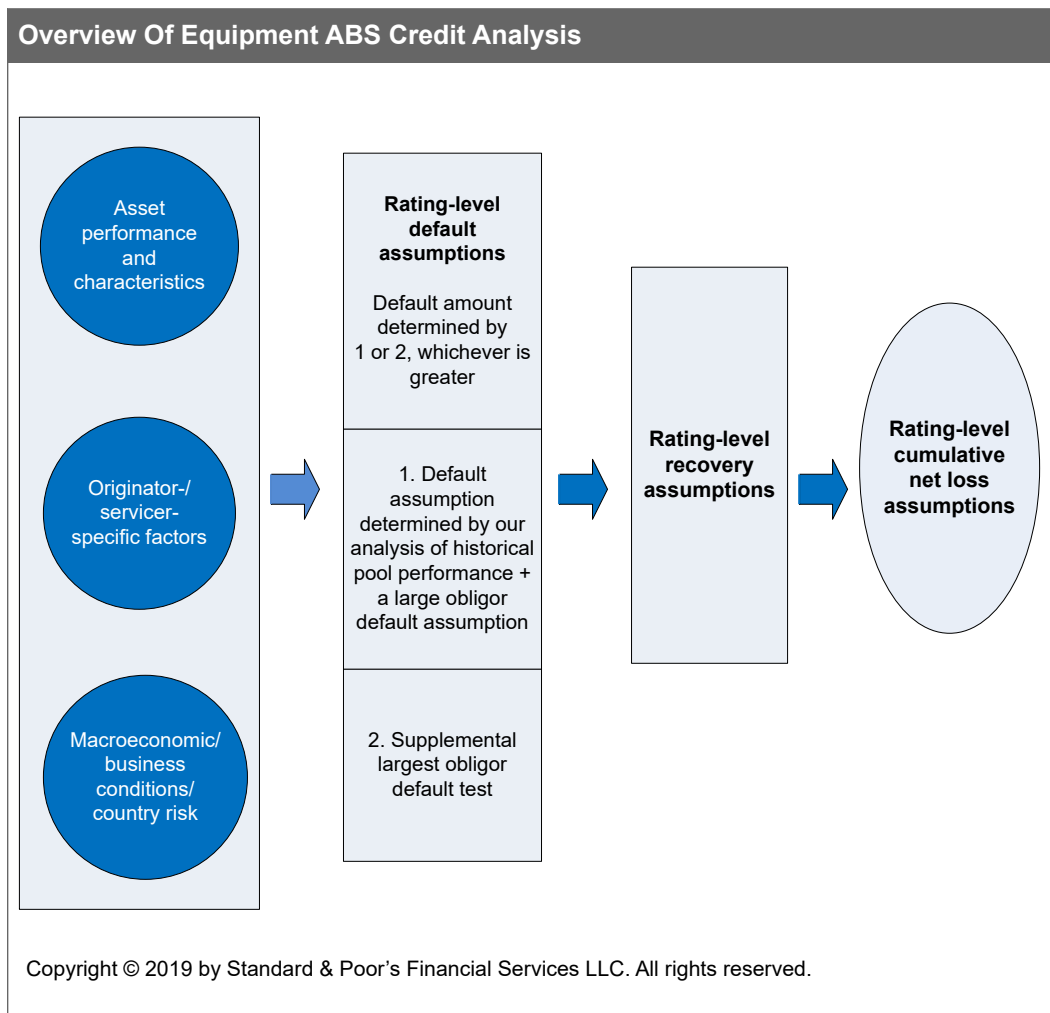 Overview Of Equipment ABS Credit Analysis
Asset
performance
and
characteristics
Originator-/
servicer-
specific factors
Macroeconomic/
business
conditions/
country risk
Rating-level
default
assumptions
Default amount
determined by
1 or 2, whichever is
greater
1. Default
assumption
determined by our
analysis of historical
pool performance +
a large obligor
default assumption
2. Supplemental
largest obligor
default test
Rating-level
recovery
assumptions
Rating-level
cumulative
net loss
assumptions
Copyright © 2019 by Standard & Poor's Financial Services LLC. All rights reserved.